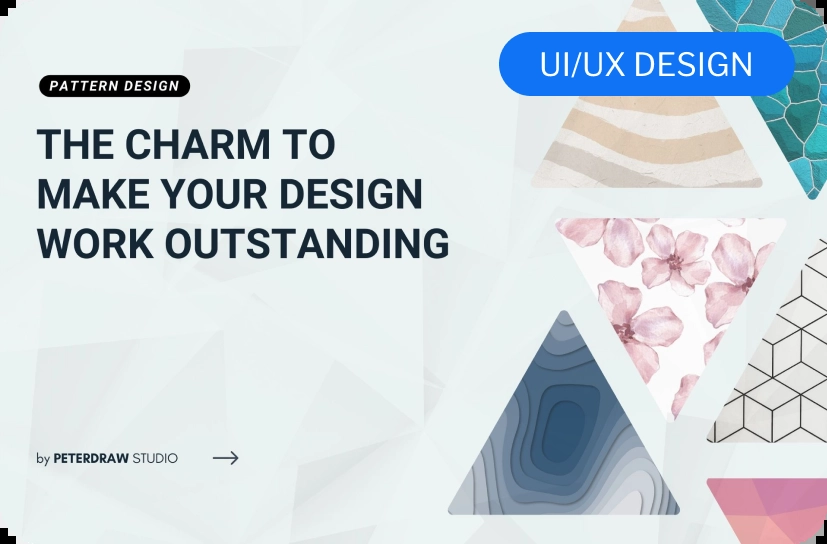 UI/UX DESIGN
PATTERN DESIGN
THE CHARM TO
MAKE YOUR DESIGN
WORK OUTSTANDING
by PETERDRAW STUDIO